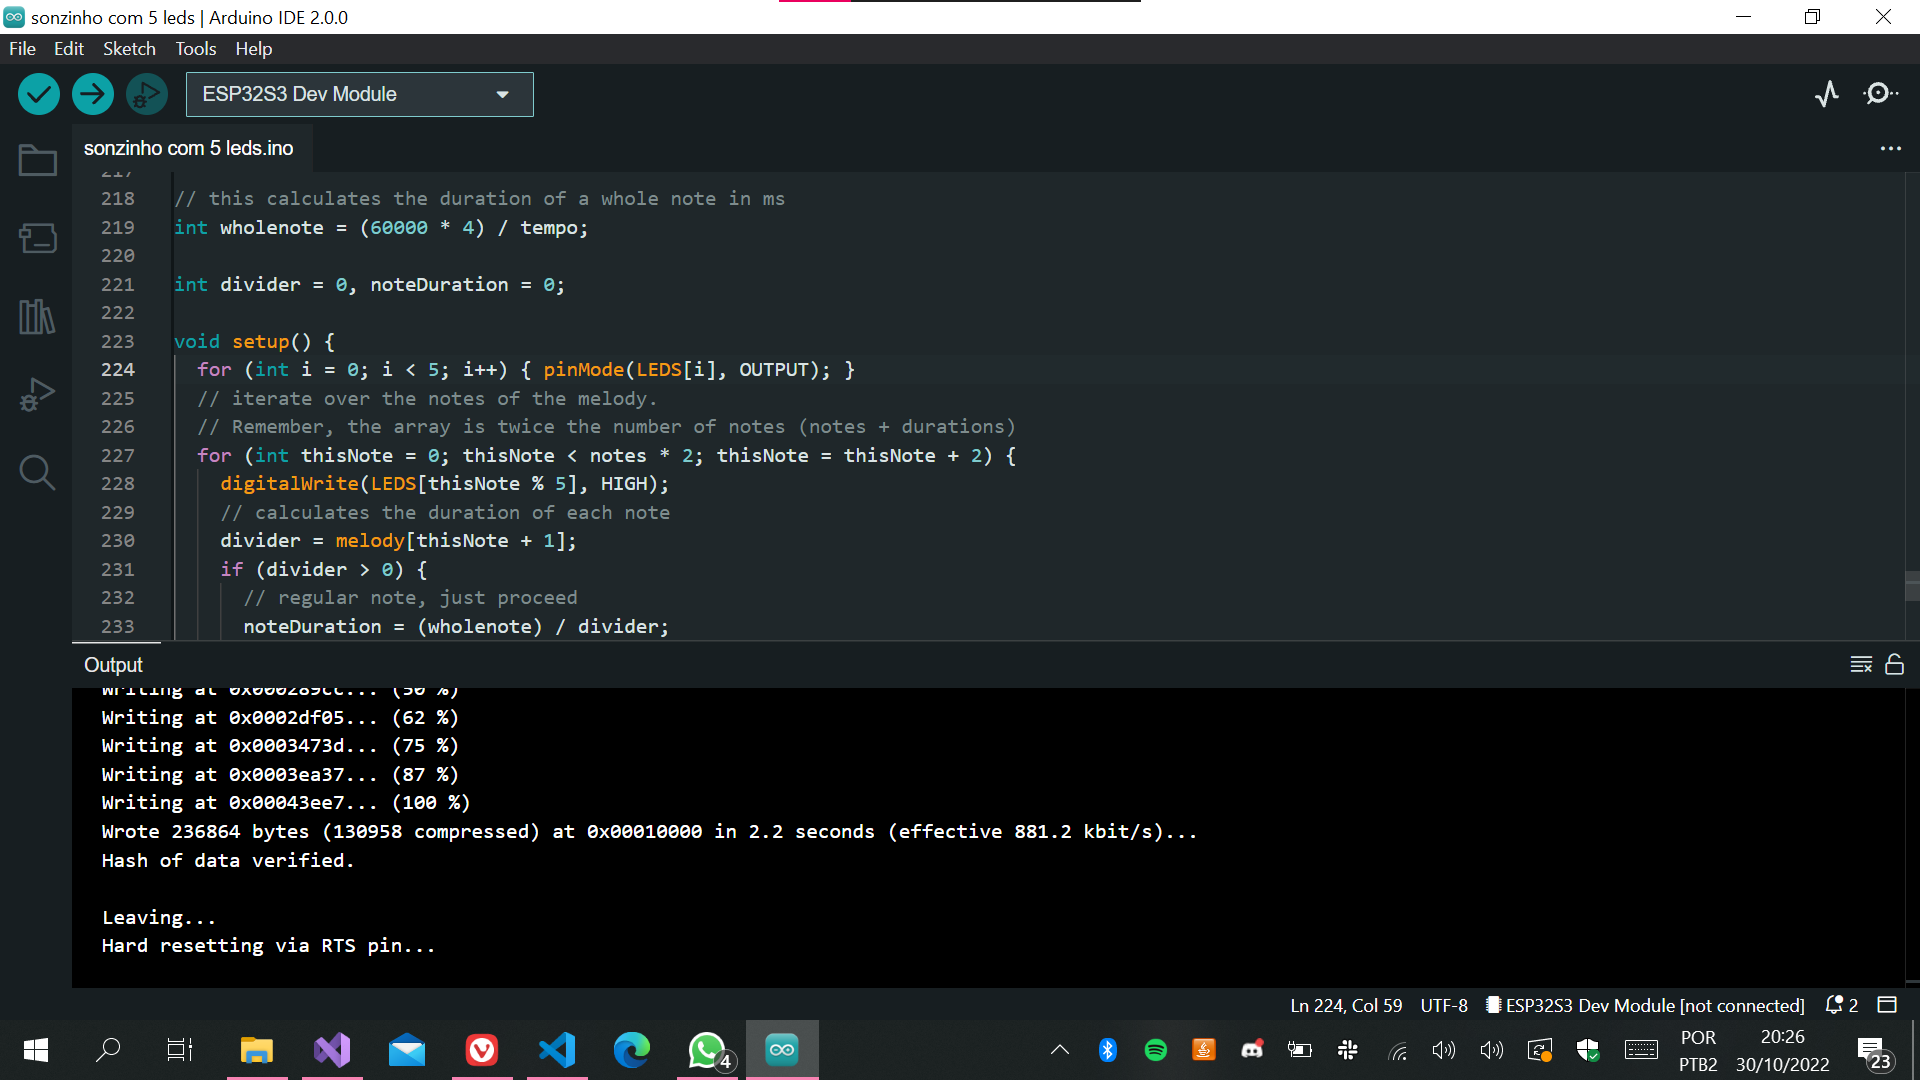 sonzinho com 5 leds | Arduino IDE 2.0.0
File Edit Sketch Tools Help
ESP32S3 Dev Module
sonzinho com 5 leds.ino
217
218 // this calculates the duration of a whole note in ms
219 int wholenote = (60000 * 4) / tempo;
220
221 int divider = 0, noteDuration = 0;
222
223 void setup() {
224 for (int i = 0; i < 5; i++) { pinMode(LEDS[i], OUTPUT); }
225 // iterate over the notes of the melody.
226 // Remember, the array is twice the number of notes (notes + durations)
227 for (int thisNote = 0; thisNote < notes * 2; thisNote = thisNote + 2) {
228 digitalWrite(LEDS[thisNote % 5], HIGH);
229 // calculates the duration of each note
230 divider = melody[thisNote + 1];
231 if (divider > 0) {
232 // regular note, just proceed
233 noteDuration = (wholenote) / divider;
Output
Writing at 0x000289cc... (50 %)
Writing at 0x0002df05... (62 %)
Writing at 0x0003473d... (75 %)
Writing at 0x0003ea37... (87 %)
Writing at 0x00043ee7... (100 %)
Wrote 236864 bytes (130958 compressed) at 0x00010000 in 2.2 seconds (effective 881.2 kbit/s)...
Hash of data verified.
Leaving...
Hard resetting via RTS pin...
Ln 224, Col 59 UTF-8 ESP32S3 Dev Module [not connected] 2
4
POR
PTB2
20:26
30/10/2022
23